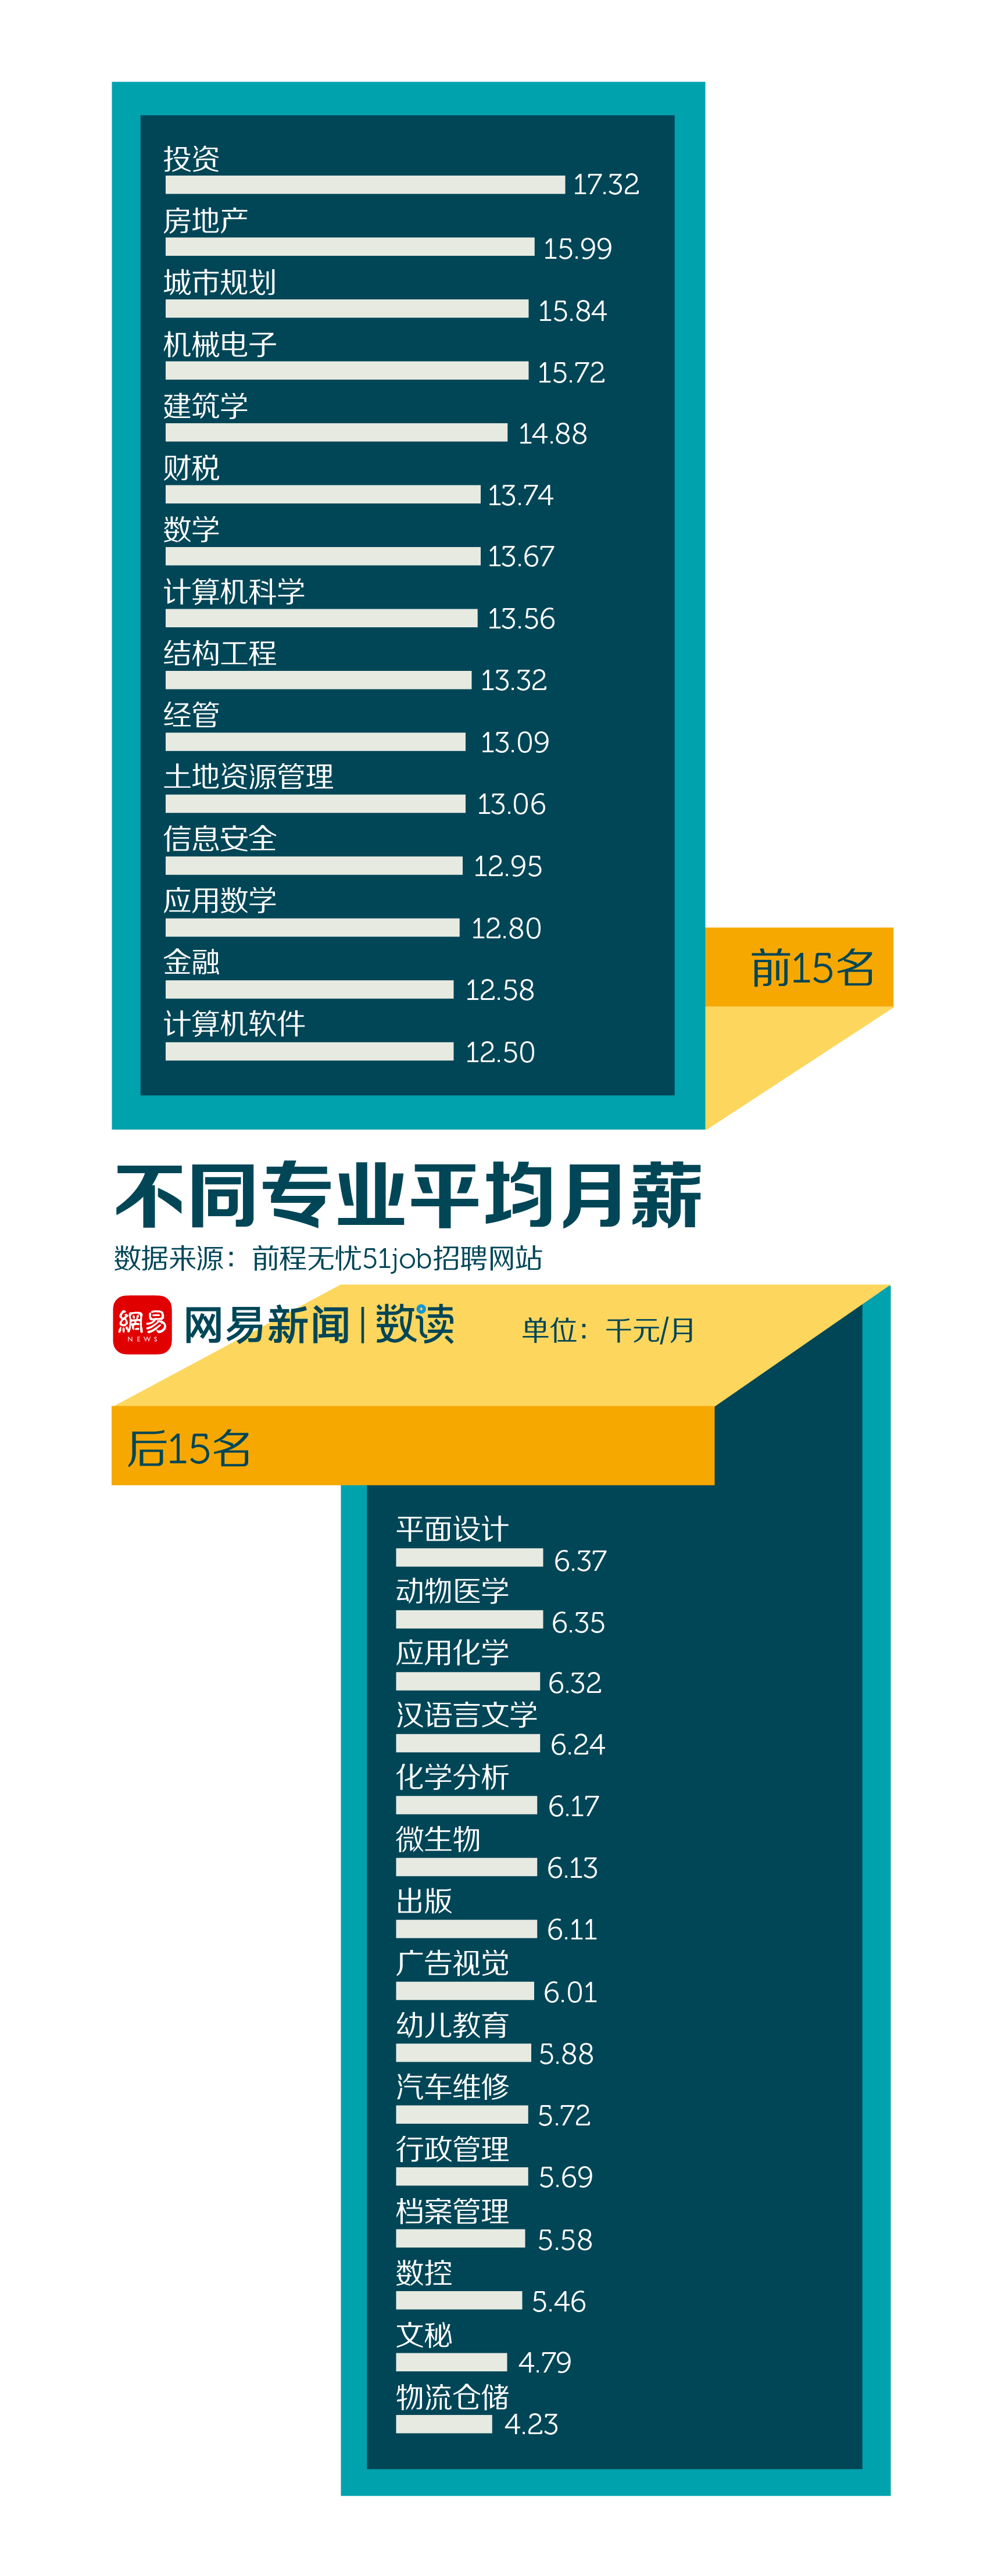 投资
17.32
房地产
15.99
城市规划
15.84
机械电子
15.72
建筑学
14.88
财税
13.74
数学
13.67
计算机科学
13.56
结构工程
13.32
经管
13.09
土地资源管理
13.06
信息安全
12.95
应用数学
12.80
金融
12.58
计算机软件
12.50
前15名
不同专业平均月薪
数据来源：前程无忧51job招聘网站
網易
NEWS
网易新闻|数读
单位：千元/月
后15名
平面设计
6.37
动物医学
6.35
应用化学
6.32
汉语言文学
6.24
化学分析
6.17
微生物
6.13
出版
6.11
广告视觉
6.01
幼儿教育
5.88
汽车维修
5.72
行政管理
5.69
档案管理
5.58
数控
5.46
文秘
4.79
物流仓储
4.23